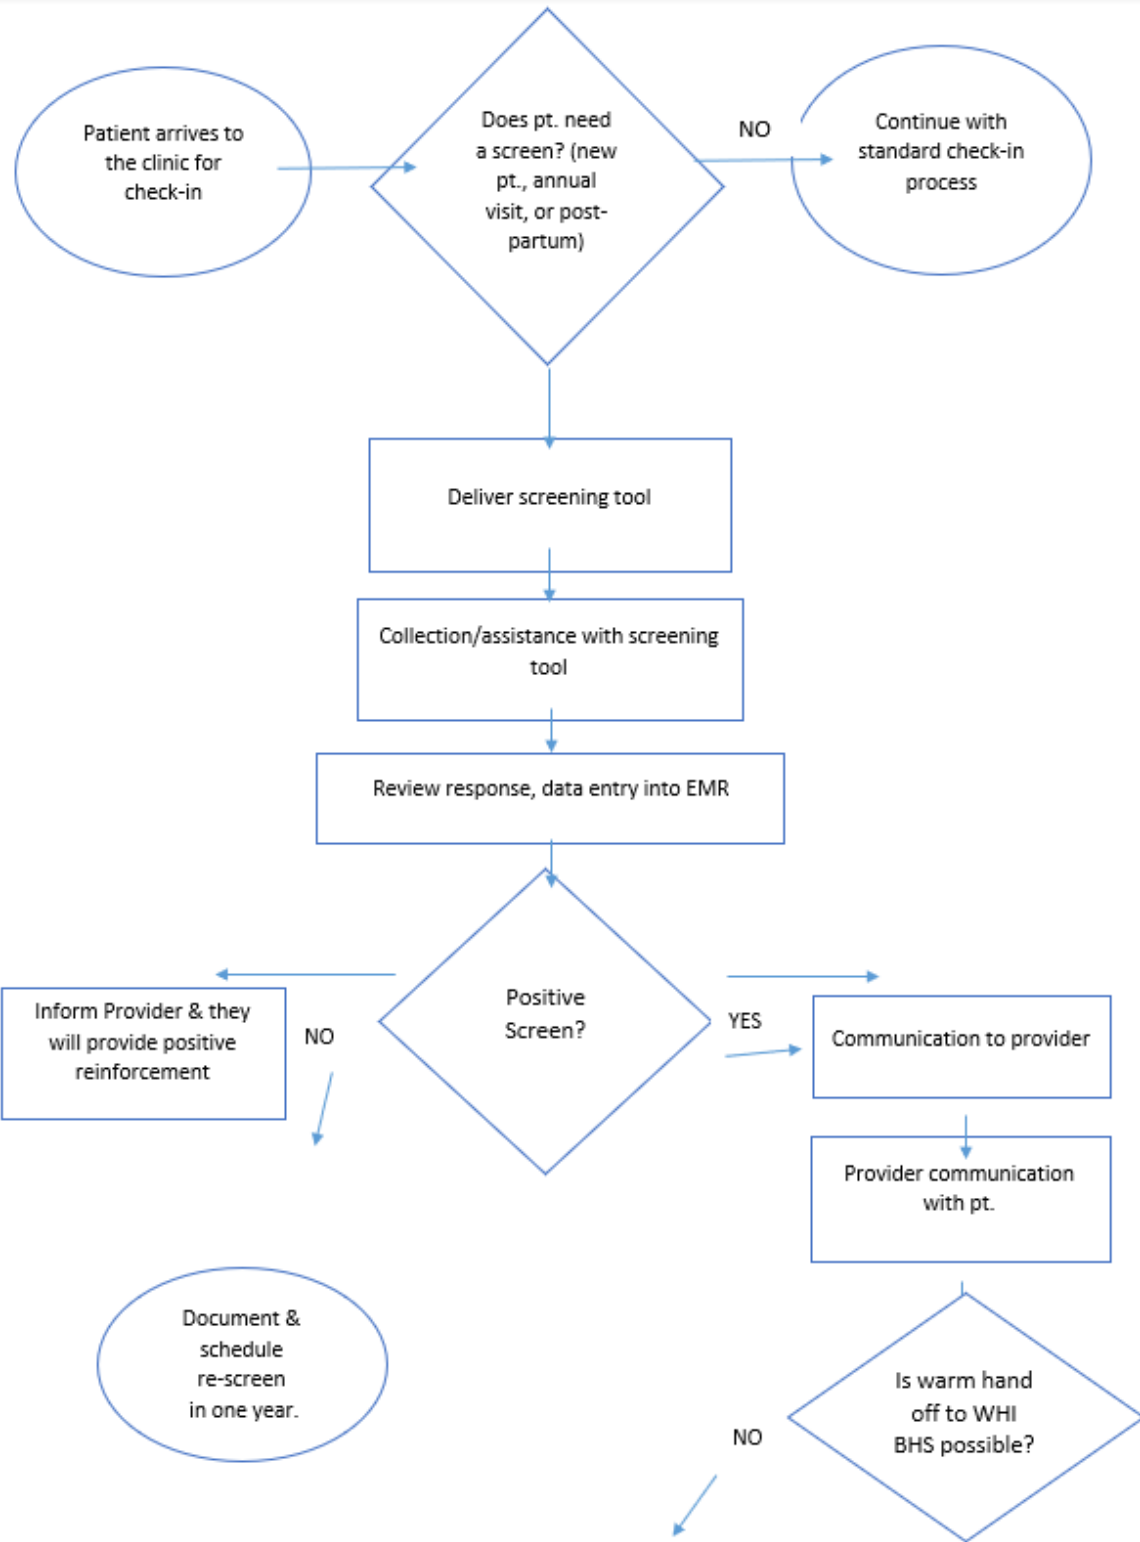 Patient arrives to
the clinic for
check-in
Does pt. need
a screen? (new
pt., annual
visit, or post-
partum)
NO
Continue with
standard check-in
process
Deliver screening tool
Collection/assistance with screening
tool
Review response, data entry into EMR
Positive
Screen?
Inform Provider & they
will provide positive
reinforcement
NO
YES
Communication to provider
Provider communication
with pt.
Document &
schedule
re-screen
in one year.
Is warm hand
off to WHI
BHS possible?
NO